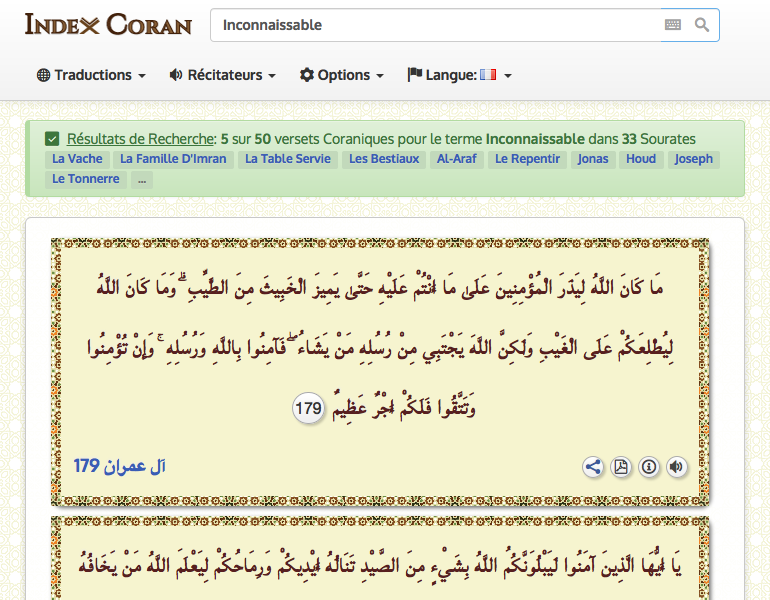 INDEX CORAN
Inconnaissable
Traductions
Récitateurs
Options
Langue:
Résultats de Recherche: 5 sur 50 versets Coraniques pour le terme Inconnaissable dans 33 Sourates
La Vache La Famille D'Imran La Table Servie Les Bestiaux Al-Araf Le Repentir Jonas Houd Joseph
Le Tonnerre ...
مَا كَانَ اللَّهُ لِيَذَرَ الْمُؤْمِنِينَ عَلَىٰ مَا أَنْتُمْ عَلَيْهِ حَتَّىٰ يَمِيزَ الْخَبِيثَ مِنَ الطَّيِّبِ ۗ وَمَا كَانَ اللَّهُ
لِيُطْلِعَكُمْ عَلَى الْغَيْبِ وَلَٰكِنَّ اللَّهَ يَجْتَبِي مِنْ رُسُلِهِ مَنْ يَشَاءُ ۖ فَآمِنُوا بِاللَّهِ وَرُسُلِهِ ۚ وَإِنْ تُؤْمِنُوا
وَتَتَّقُوا فَلَكُمْ أَجْرٌ عَظِيمٌ 179
آل عمران 179
يَا أَيُّهَا الَّذِينَ آمَنُوا لَيَبْلُوَنَّكُمُ اللَّهُ بِشَيْءٍ مِنَ الصَّيْدِ تَنَالُهُ أَيْدِيكُمْ وَرِمَاحُكُمْ لِيَعْلَمَ اللَّهُ مَنْ يَخَافُهُ